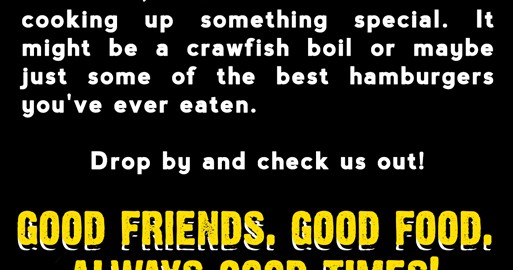 cooking up something special. It
might be a crawfish boil or maybe
just some of the best hamburgers
you've ever eaten.
Drop by and check us out!
GOOD FRIENDS, GOOD FOOD,
ALWAYS GOOD TIMES!